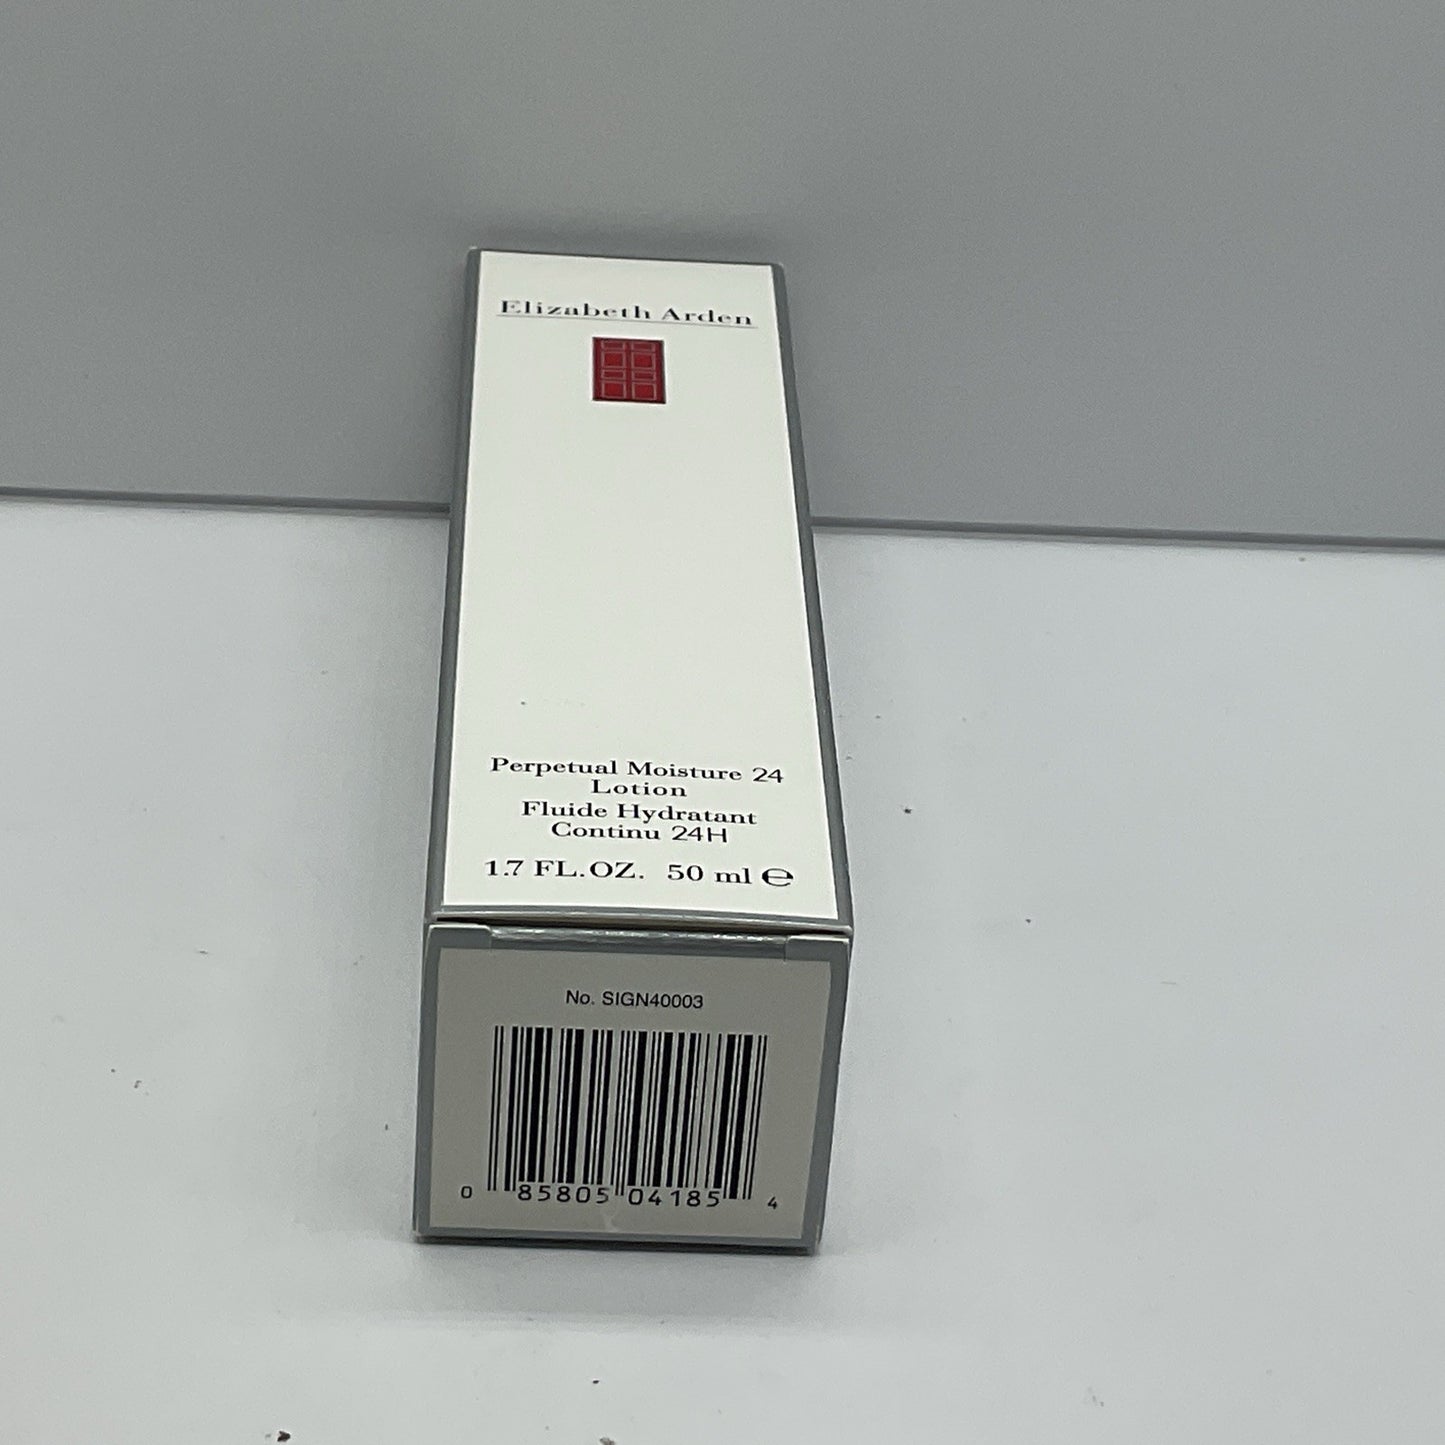 Elizabeth Arden
Perpetual Moisture 24
Lotion
Fluide Hydratant
Continu 24H
1.7 FL.OZ. 50 ml ℮
No. SIGN40003
0 85805 04185 4